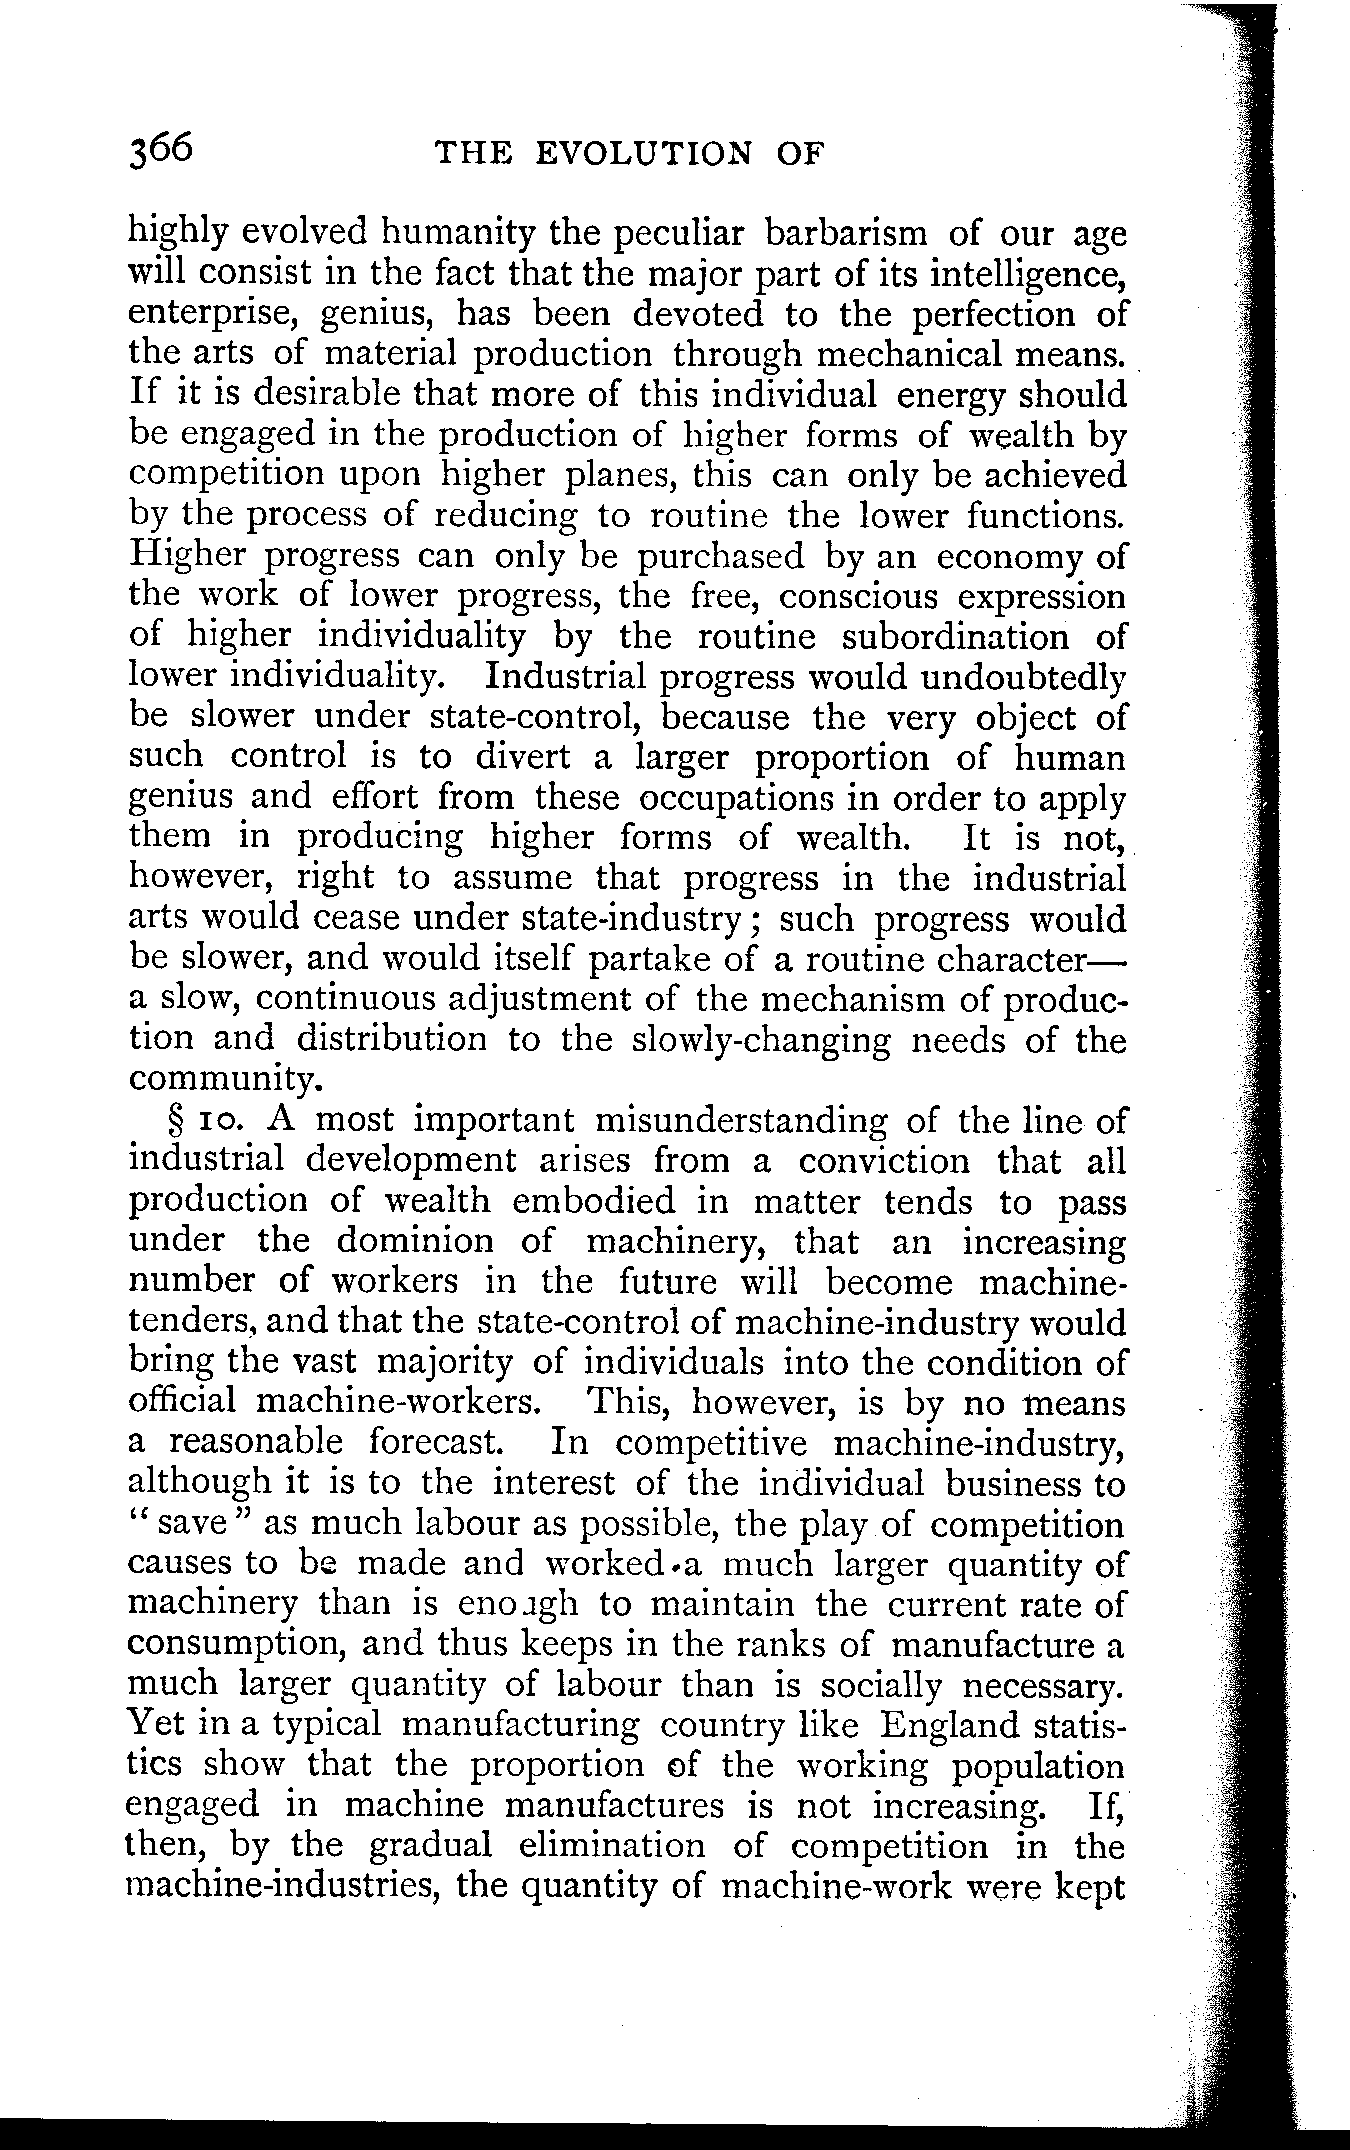 366 THE EVOLUTION OF
highly evolved humanity the peculiar barbarism of our age
will consist in the fact that the major part of its intelligence,
enterprise, genius, has been devoted to the perfection of
the arts of material production through mechanical means.
If it is desirable that more of this individual energy should
be engaged in the production of higher forms of wealth by
competition upon higher planes, this can only be achieved
by the process of reducing to routine the lower functions.
Higher progress can only be purchased by an economy of
the work of lower progress, the free, conscious expression
of higher individuality by the routine subordination of
lower individuality. Industrial progress would undoubtedly
be slower under state-control, because the very object of
such control is to divert a larger proportion of human
genius and effort from these occupations in order to apply
them in producing higher forms of wealth. It is not,
however, right to assume that progress in the industrial
arts would cease under state-industry; such progress would
be slower, and would itself partake of a routine character—
a slow, continuous adjustment of the mechanism of produc-
tion and distribution to the slowly-changing needs of the
community.
§ 10. A most important misunderstanding of the line of
industrial development arises from a conviction that all
production of wealth embodied in matter tends to pass
under the dominion of machinery, that an increasing
number of workers in the future will become machine-
tenders, and that the state-control of machine-industry would
bring the vast majority of individuals into the condition of
official machine-workers. This, however, is by no means
a reasonable forecast. In competitive machine-industry,
although it is to the interest of the individual business to
"save" as much labour as possible, the play of competition
causes to be made and worked a much larger quantity of
machinery than is enough to maintain the current rate of
consumption, and thus keeps in the ranks of manufacture a
much larger quantity of labour than is socially necessary.
Yet in a typical manufacturing country like England statis-
tics show that the proportion of the working population
engaged in machine manufactures is not increasing. If,
then, by the gradual elimination of competition in the
machine-industries, the quantity of machine-work were kept